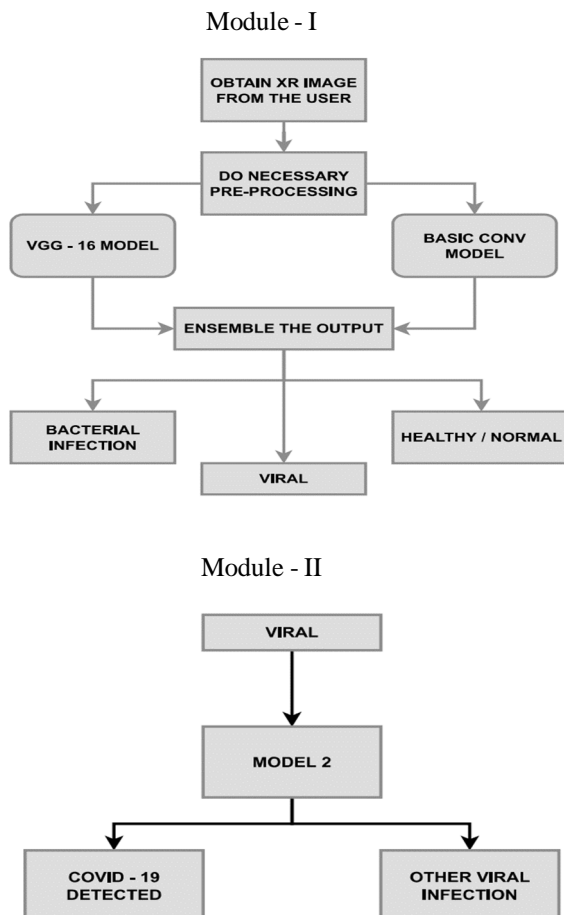 Module - I
OBTAIN XR IMAGE
FROM THE USER
DO NECESSARY
PRE-PROCESSING
VGG - 16 MODEL
BASIC CONV
MODEL
ENSEMBLE THE OUTPUT
BACTERIAL
INFECTION
HEALTHY / NORMAL
VIRAL
Module - II
VIRAL
MODEL 2
COVID - 19
DETECTED
OTHER VIRAL
INFECTION